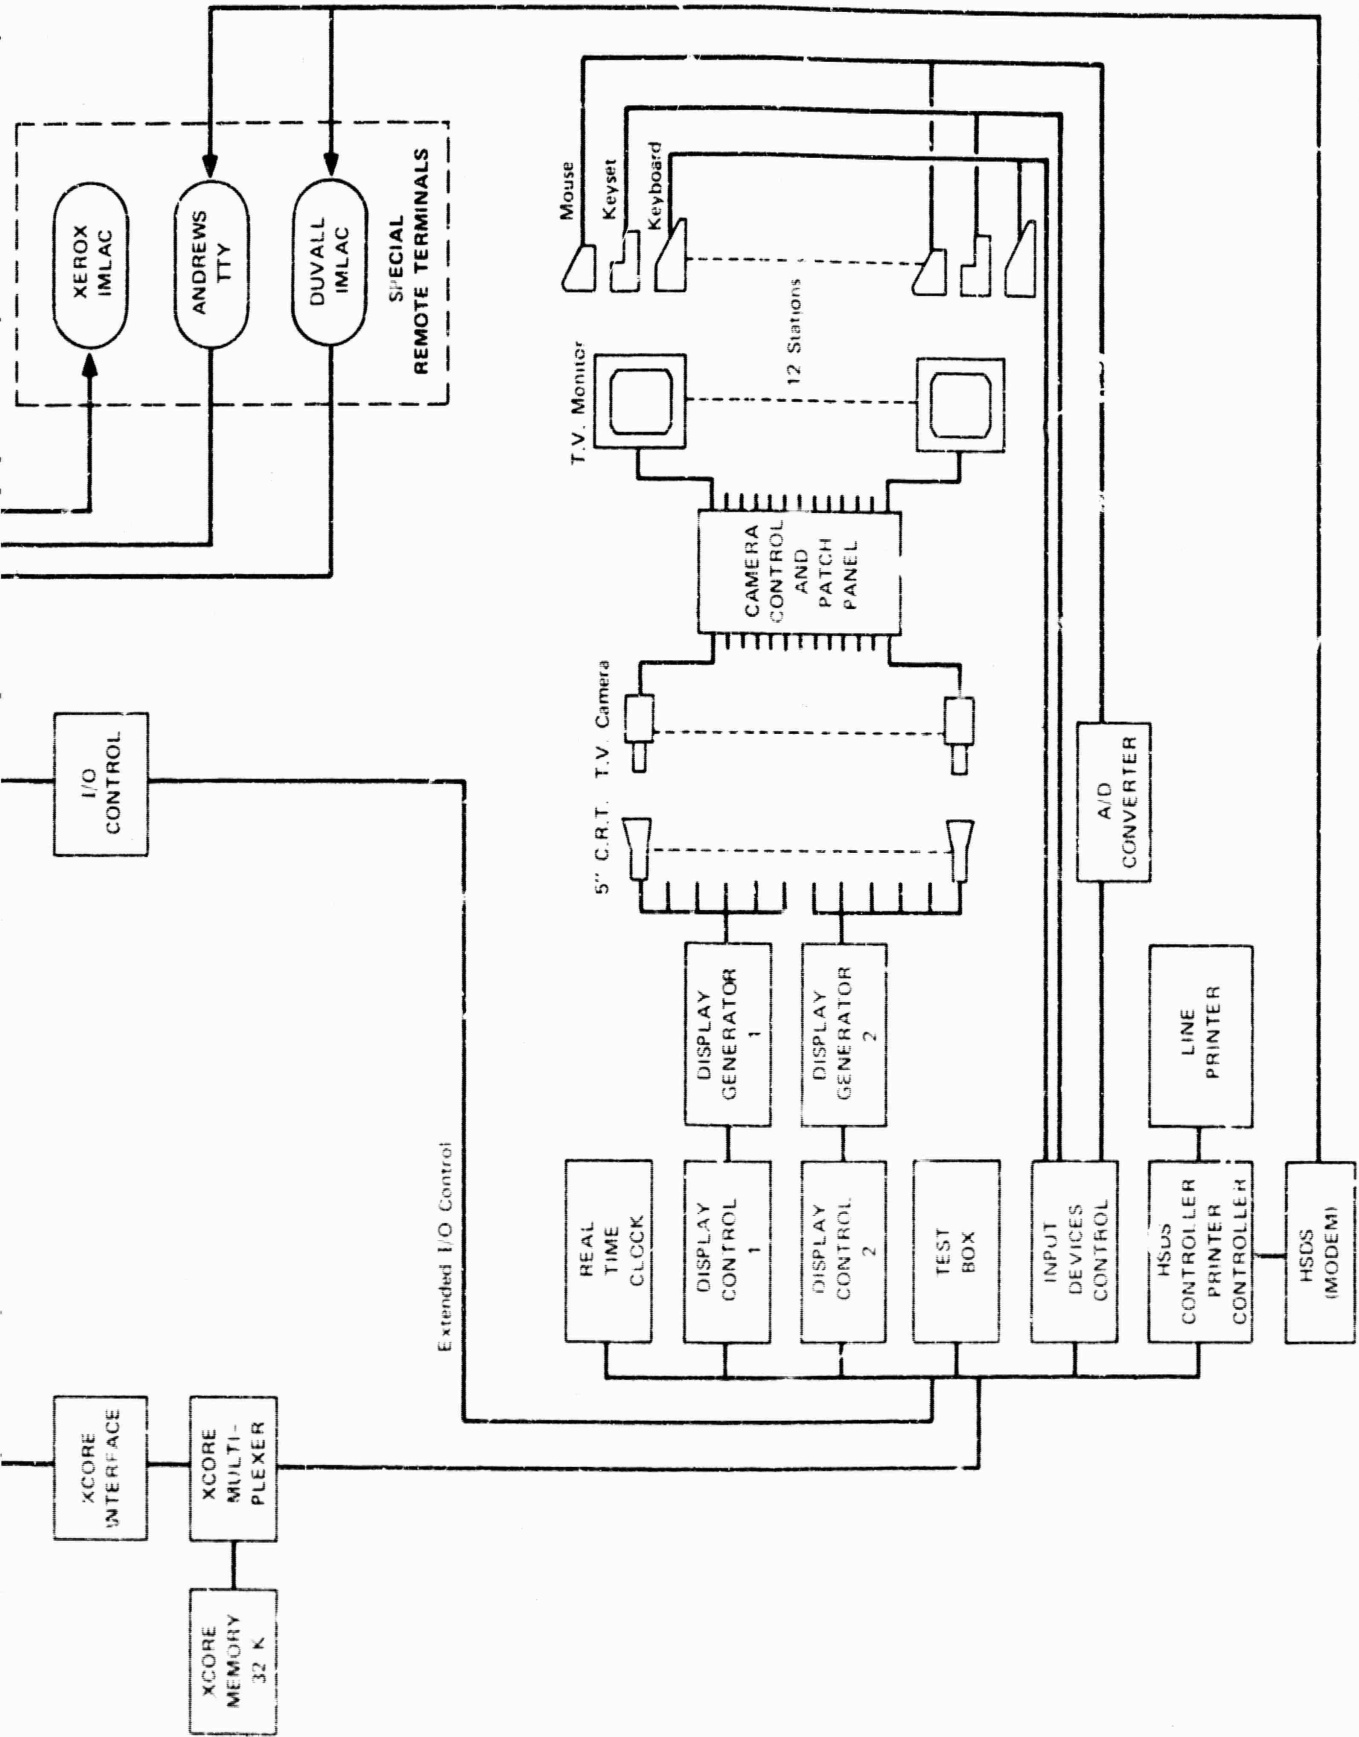 XEROX
IMLAC
ANDREWS
TTY
DUVALL
IMLAC
SPECIAL
REMOTE TERMINALS
I/O
CONTROL
XCORE
INTERFACE
XCORE
MULTI-
PLEXER
XCORE
MEMORY
32 K
Extended I/O Control
Mouse
Keyset
Keyboard
T.V. Monitor
12 Stations
CAMERA
CONTROL
AND
PATCH
PANEL
T.V. Camera
5" C.R.T.
DISPLAY
GENERATOR
1
DISPLAY
GENERATOR
2
A/D
CONVERTER
LINE
PRINTER
REAL
TIME
CLOCK
DISPLAY
CONTROL
1
DISPLAY
CONTROL
2
TEST
BOX
INPUT
DEVICES
CONTROL
HSDS
CONTROLLER
PRINTER
CONTROLLER
HSDS
(MODEM)